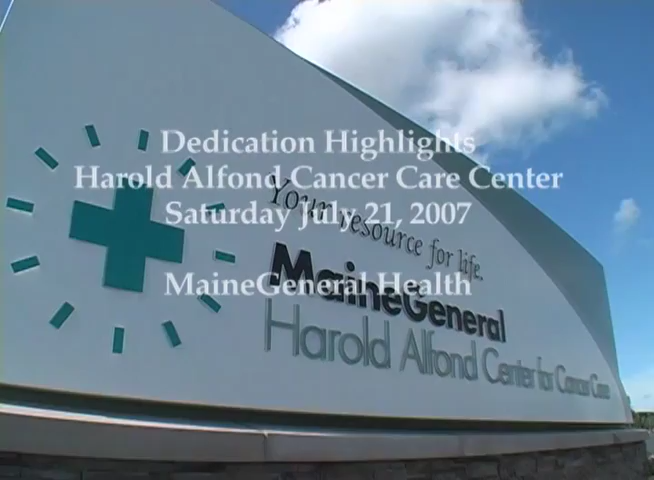 Dedication Highlights
Harold Alfond Cancer Care Center
Saturday July 21, 2007
MaineGeneral Health
Your resource for life.
MaineGeneral
Harold Alfond Center for Cancer Care